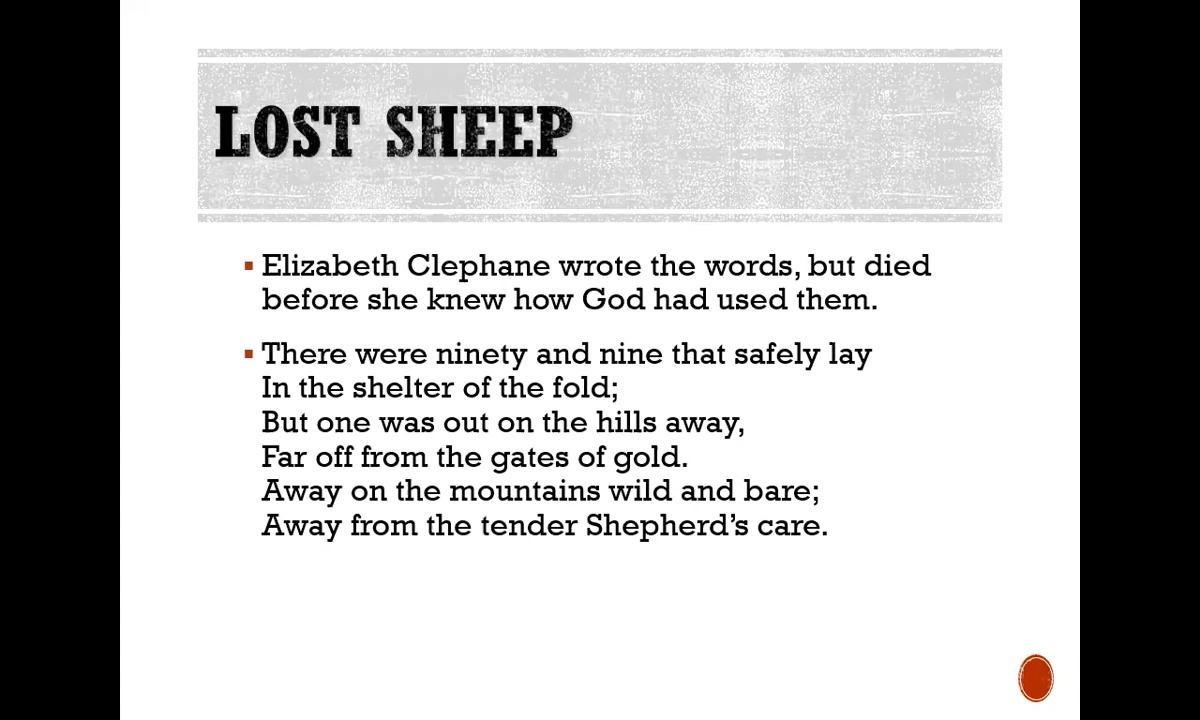 LOST SHEEP
Elizabeth Clephane wrote the words, but died
before she knew how God had used them.
There were ninety and nine that safely lay
In the shelter of the fold;
But one was out on the hills away,
Far off from the gates of gold.
Away on the mountains wild and bare;
Away from the tender Shepherd’s care.